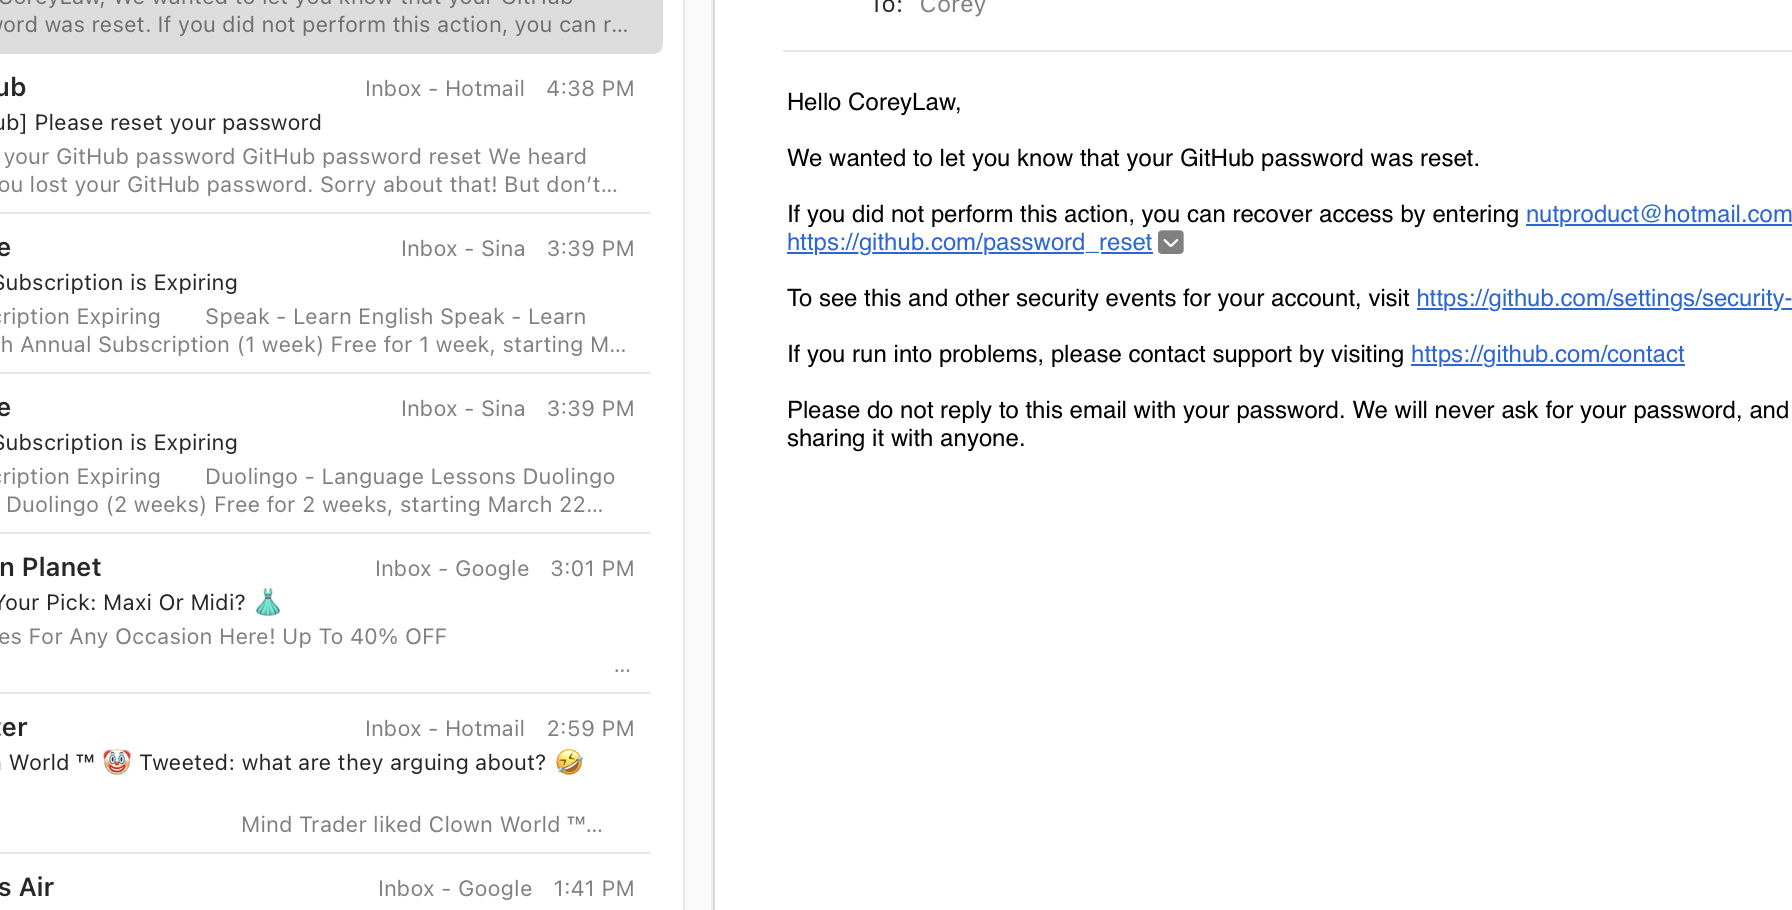 CoreyLaw, We wanted to let you know that your GitHub
word was reset. If you did not perform this action, you can r...
ub Inbox - Hotmail 4:38 PM
ub] Please reset your password
your GitHub password GitHub password reset We heard
ou lost your GitHub password. Sorry about that! But don't...
e Inbox - Sina 3:39 PM
Subscription is Expiring
cription Expiring Speak - Learn English Speak - Learn
h Annual Subscription (1 week) Free for 1 week, starting M...
e Inbox - Sina 3:39 PM
Subscription is Expiring
cription Expiring Duolingo - Language Lessons Duolingo
Duolingo (2 weeks) Free for 2 weeks, starting March 22...
n Planet Inbox - Google 3:01 PM
Your Pick: Maxi Or Midi? 👗
es For Any Occasion Here! Up To 40% OFF
...
ter Inbox - Hotmail 2:59 PM
World ™ 🤡 Tweeted: what are they arguing about? 🤣
Mind Trader liked Clown World ™...
s Air Inbox - Google 1:41 PM
To: Corey
Hello CoreyLaw,
We wanted to let you know that your GitHub password was reset.
If you did not perform this action, you can recover access by entering nutproduct@hotmail.com
https://github.com/password_reset
To see this and other security events for your account, visit https://github.com/settings/security-
If you run into problems, please contact support by visiting https://github.com/contact
Please do not reply to this email with your password. We will never ask for your password, and
sharing it with anyone.